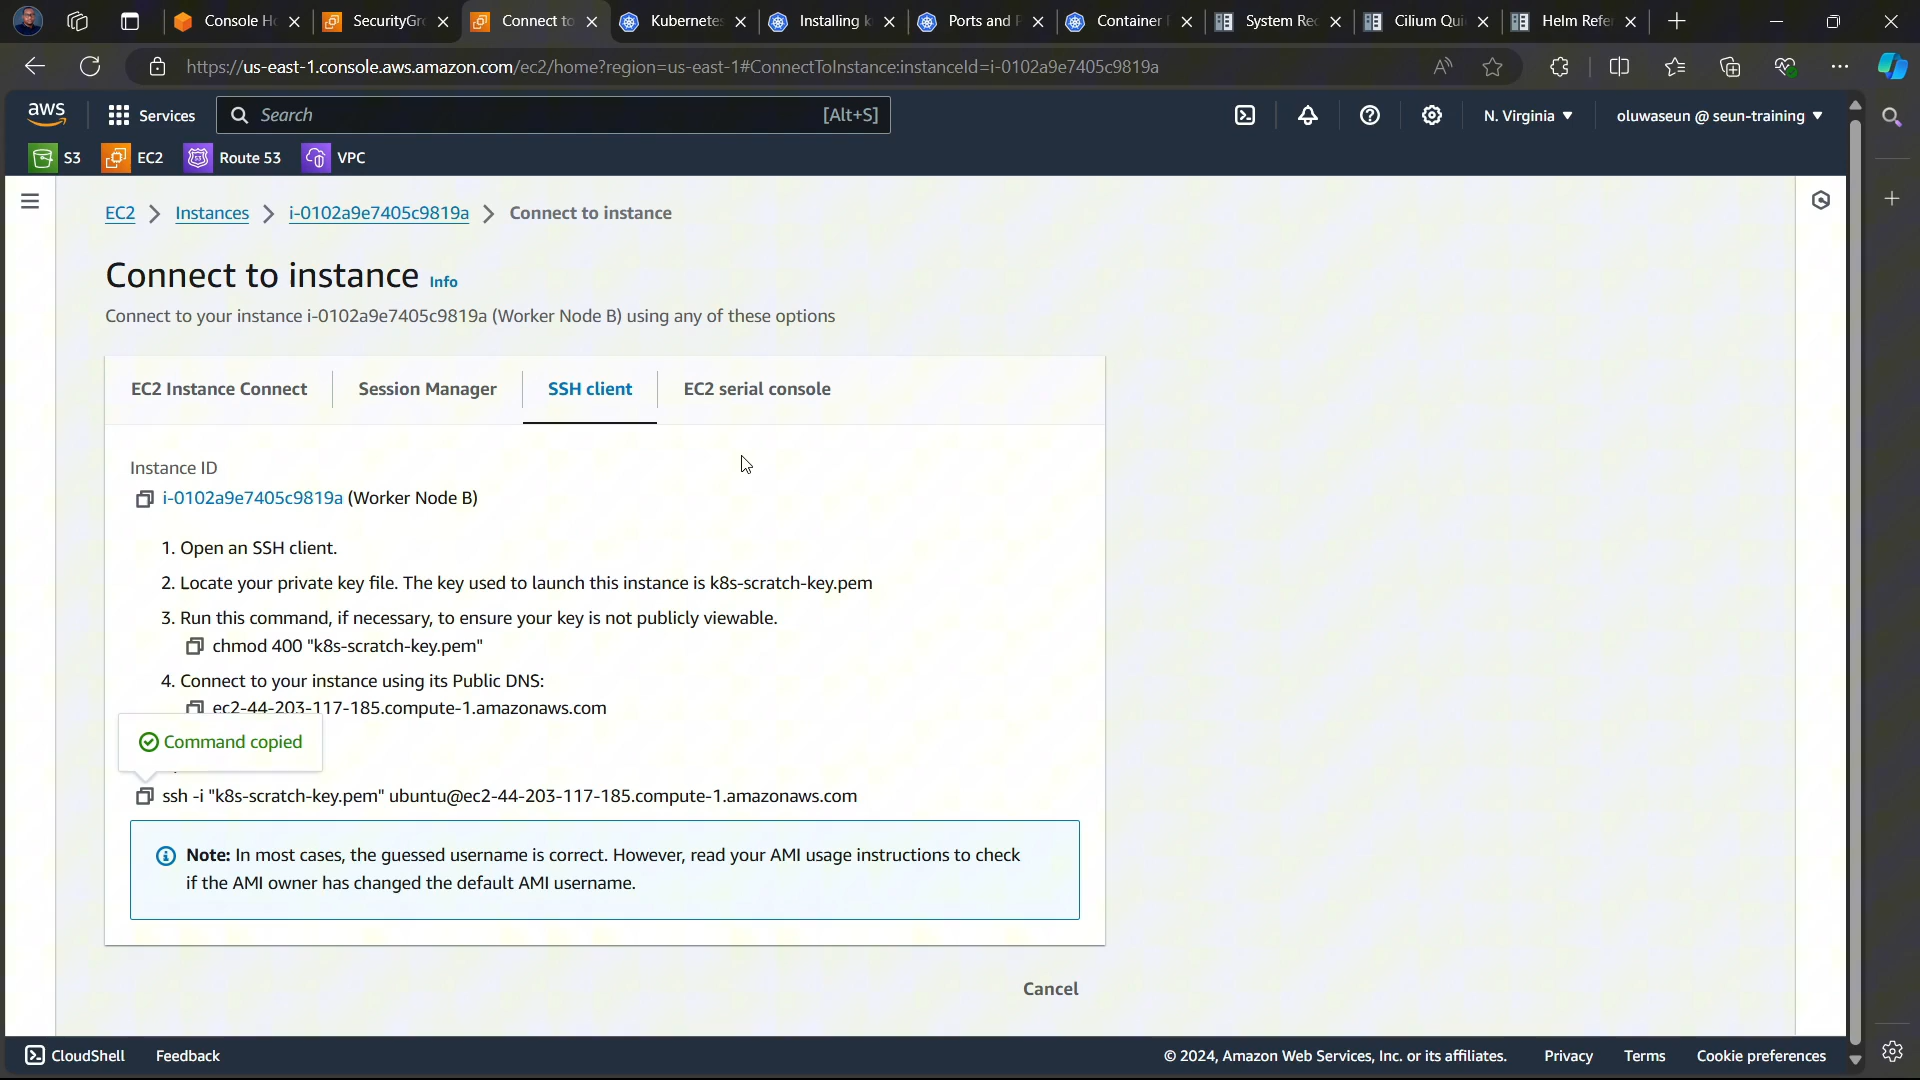 Console H
SecurityGr
Connect to
Kubernete
Installing k
Ports and P
Container
System Re
Cilium Qui
Helm Refe
https://us-east-1.console.aws.amazon.com/ec2/home?region=us-east-1#ConnectToInstance:instanceId=i-0102a9e7405c9819a
aws
Services
Search
[Alt+S]
N. Virginia
oluwaseun @ seun-training
S3
EC2
Route 53
VPC
EC2 > Instances > i-0102a9e7405c9819a > Connect to instance
Connect to instance Info
Connect to your instance i-0102a9e7405c9819a (Worker Node B) using any of these options
EC2 Instance Connect
Session Manager
SSH client
EC2 serial console
Instance ID
i-0102a9e7405c9819a (Worker Node B)
1. Open an SSH client.
2. Locate your private key file. The key used to launch this instance is k8s-scratch-key.pem
3. Run this command, if necessary, to ensure your key is not publicly viewable.
chmod 400 "k8s-scratch-key.pem"
4. Connect to your instance using its Public DNS:
ec2-44-203-117-185.compute-1.amazonaws.com
Command copied
ssh -i "k8s-scratch-key.pem" ubuntu@ec2-44-203-117-185.compute-1.amazonaws.com
Note: In most cases, the guessed username is correct. However, read your AMI usage instructions to check
if the AMI owner has changed the default AMI username.
Cancel
CloudShell
Feedback
© 2024, Amazon Web Services, Inc. or its affiliates.
Privacy
Terms
Cookie preferences